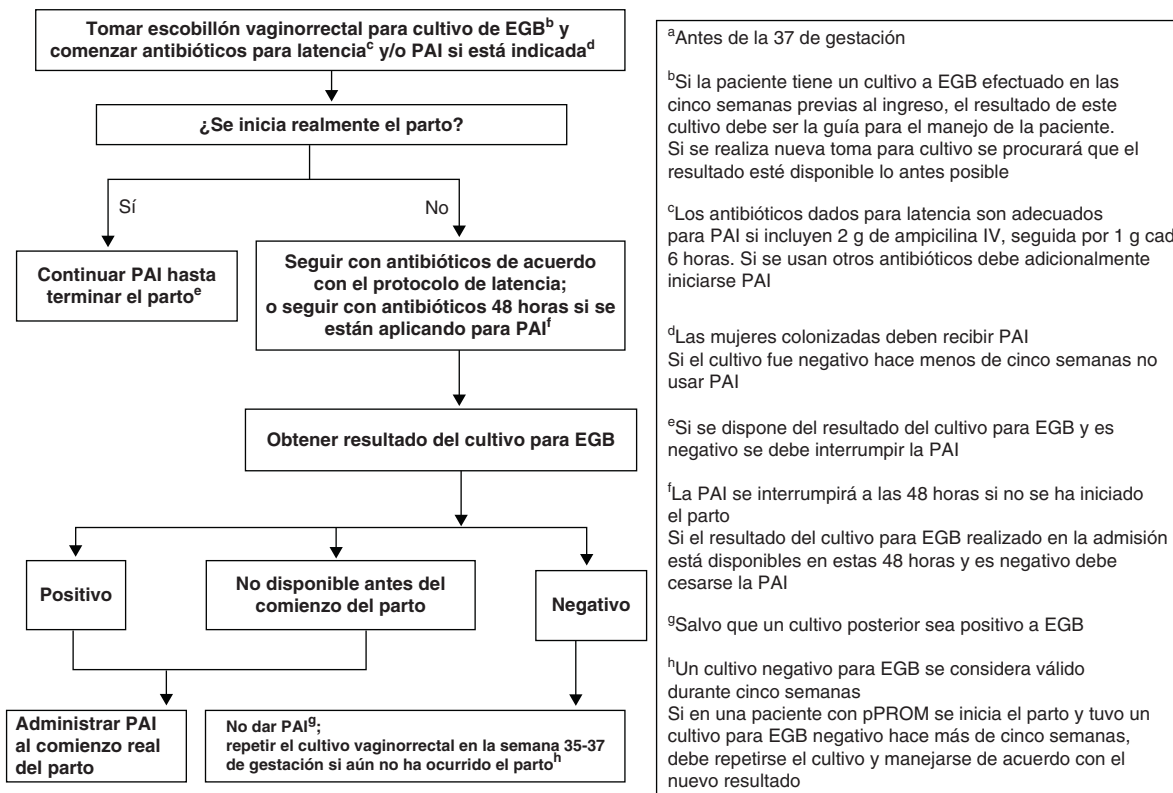 Tomar escobillón vaginorrectal para cultivo de EGBb y
comenzar antibióticos para latenciac y/o PAI si está indicadad
¿Se inicia realmente el parto?
Sí
No
Continuar PAI hasta
terminar el partoe
Seguir con antibióticos de acuerdo
con el protocolo de latencia;
o seguir con antibióticos 48 horas si se
están aplicando para PAIf
Obtener resultado del cultivo para EGB
Positivo
No disponible antes del
comienzo del parto
Negativo
Administrar PAI
al comienzo real
del parto
No dar PAIg;
repetir el cultivo vaginorrectal en la semana 35-37
de gestación si aún no ha ocurrido el partoh
aAntes de la 37 de gestación
bSi la paciente tiene un cultivo a EGB efectuado en las
cinco semanas previas al ingreso, el resultado de este
cultivo debe ser la guía para el manejo de la paciente.
Si se realiza nueva toma para cultivo se procurará que el
resultado esté disponible lo antes posible
cLos antibióticos dados para latencia son adecuados
para PAI si incluyen 2 g de ampicilina IV, seguida por 1 g cad
6 horas. Si se usan otros antibióticos debe adicionalmente
iniciarse PAI
dLas mujeres colonizadas deben recibir PAI
Si el cultivo fue negativo hace menos de cinco semanas no
usar PAI
eSi se dispone del resultado del cultivo para EGB y es
negativo se debe interrumpir la PAI
fLa PAI se interrumpirá a las 48 horas si no se ha iniciado
el parto
Si el resultado del cultivo para EGB realizado en la admisión
está disponibles en estas 48 horas y es negativo debe
cesarse la PAI
gSalvo que un cultivo posterior sea positivo a EGB
hUn cultivo negativo para EGB se considera válido
durante cinco semanas
Si en una paciente con pPROM se inicia el parto y tuvo un
cultivo para EGB negativo hace más de cinco semanas,
debe repetirse el cultivo y manejarse de acuerdo con el
nuevo resultado